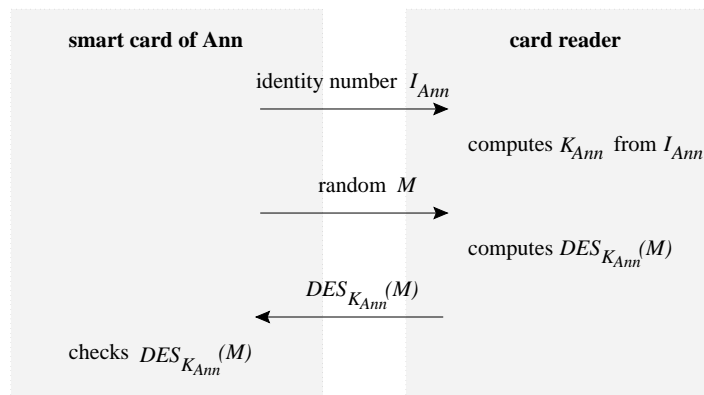 smart card of Ann
card reader
identity number I_Ann
computes K_Ann from I_Ann
random M
computes DES_K_Ann(M)
DES_K_Ann(M)
checks DES_K_Ann(M)